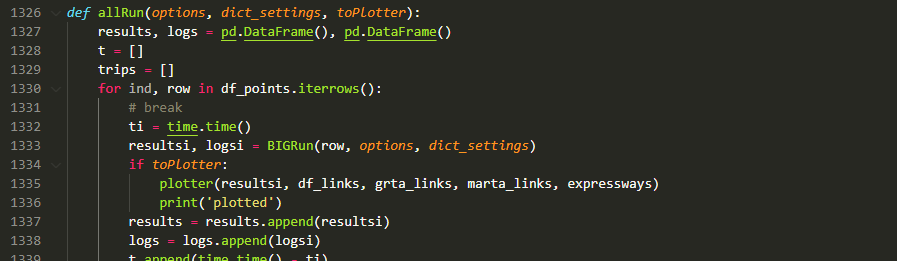 1326 def allRun(options, dict_settings, toPlotter):
1327     results, logs = pd.DataFrame(), pd.DataFrame()
1328     t = []
1329     trips = []
1330     for ind, row in df_points.iterrows():
1331         # break
1332         ti = time.time()
1333         resultsi, logsi = BIGRun(row, options, dict_settings)
1334         if toPlotter:
1335             plotter(resultsi, df_links, grta_links, marta_links, expressways)
1336             print('plotted')
1337         results = results.append(resultsi)
1338         logs = logs.append(logsi)
1339         t.append(time.time() - ti)